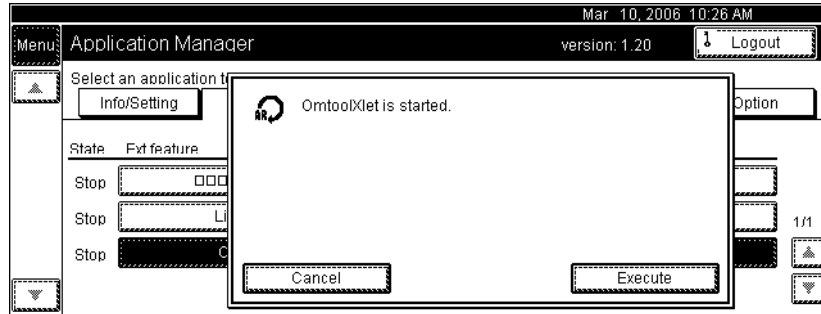 Mar 10, 2006 10:26 AM
Menu Application Manager version: 1.20 Logout
Select an application t
Info/Setting Option
OmtoolXlet is started.
State Ext feature
Stop
Stop Li
1/1
Stop
Cancel Execute